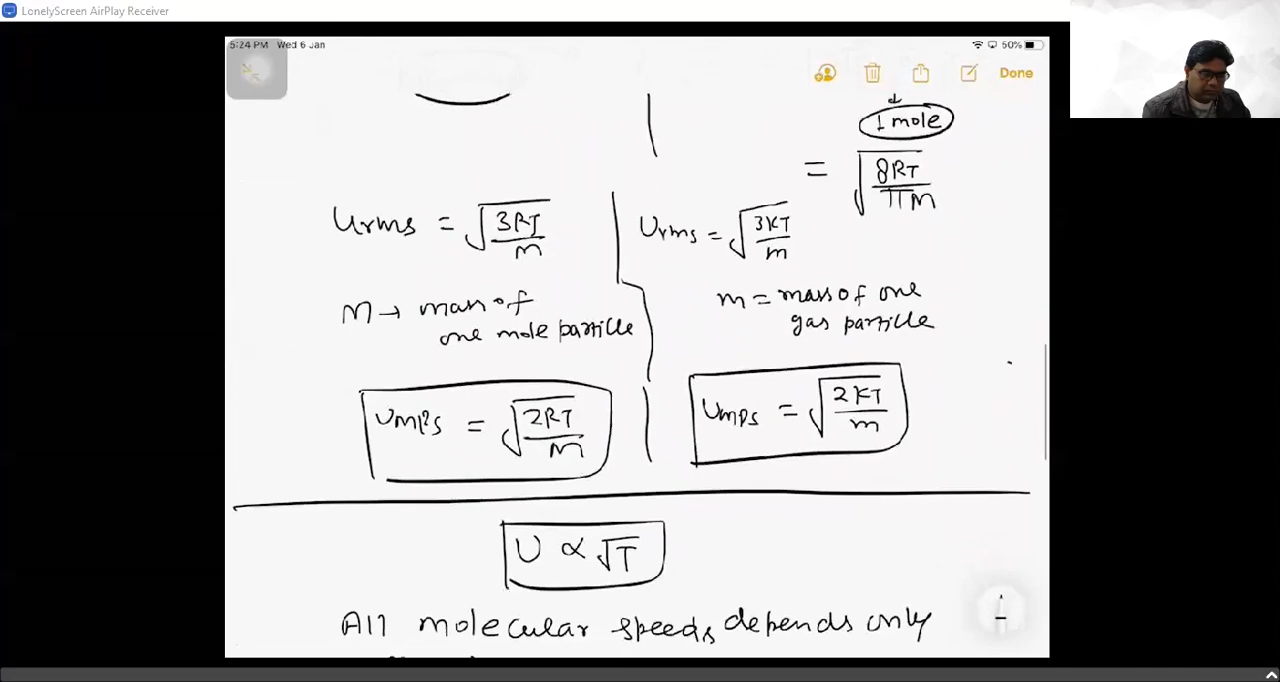 LonelyScreen AirPlay Receiver
5:24 PM Wed 6 Jan
50%
Done
1 mole
= √(8RT/πM)
Urms = √(3RT/M)
Urms = √(3KT/m)
M → mass of
one mole particle
m = mass of one
gas particle
Umps = √(2RT/M)
Umps = √(2KT/m)
U ∝ √T
All molecular speeds depends only